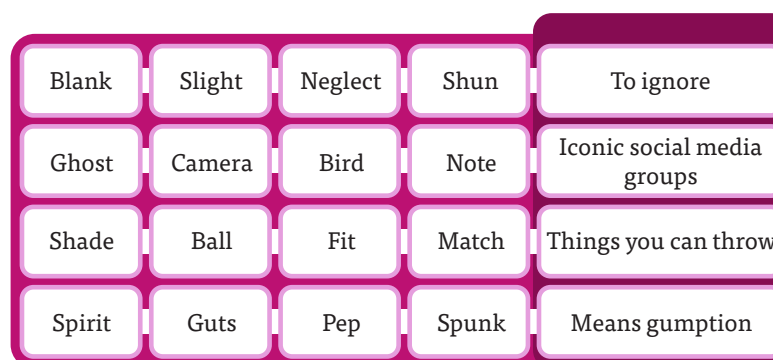 Blank Slight Neglect Shun To ignore
Ghost Camera Bird Note Iconic social media
groups
Shade Ball Fit Match Things you can throw
Spirit Guts Pep Spunk Means gumption